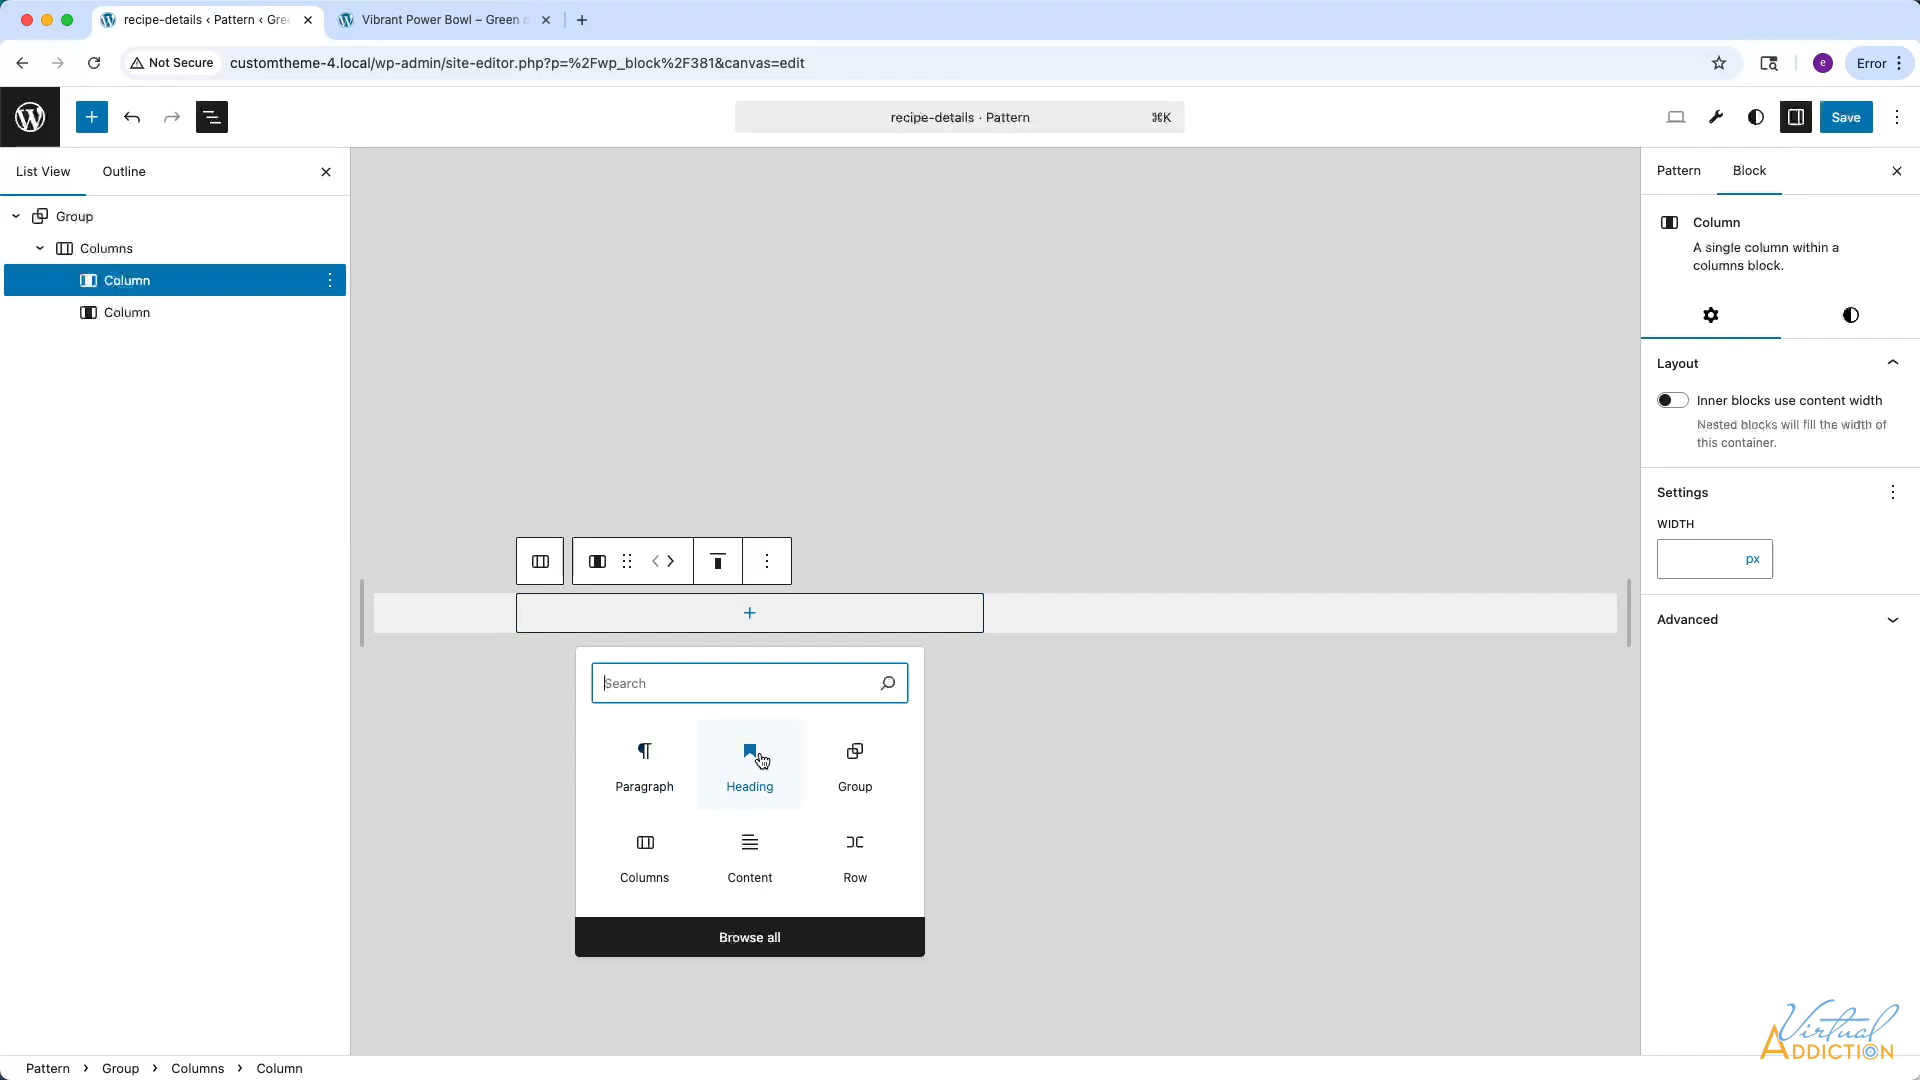 recipe-details ‹ Pattern ‹ Gree
Vibrant Power Bowl – Green
Not Secure
customtheme-4.local/wp-admin/site-editor.php?p=%2Fwp_block%2F381&canvas=edit
e
Error
recipe-details · Pattern
⌘K
Save
List View
Outline
Group
Columns
Column
Column
Search
Paragraph
Heading
Group
Columns
Content
Row
Browse all
Pattern
Block
Column
A single column within a
columns block.
Layout
Inner blocks use content width
Nested blocks will fill the width of
this container.
Settings
WIDTH
px
Advanced
Pattern › Group › Columns › Column
Virtual
ADDICTION